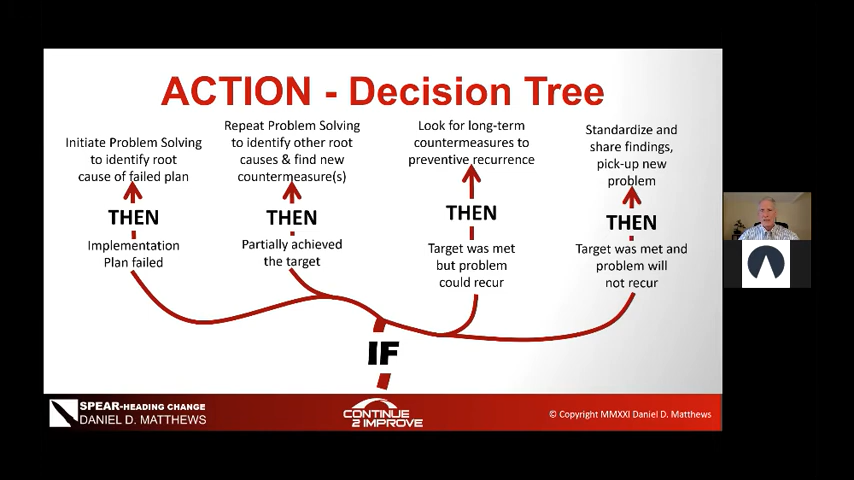 ACTION - Decision Tree
Initiate Problem Solving
to identify root
cause of failed plan
THEN
Implementation
Plan failed
Repeat Problem Solving
to identify other root
causes & find new
countermeasure(s)
THEN
Partially achieved
the target
Look for long-term
countermeasures to
preventive recurrence
THEN
Target was met
but problem
could recur
Standardize and
share findings,
pick-up new
problem
THEN
Target was met and
problem will
not recur
IF
SPEAR-HEADING CHANGE
DANIEL D. MATTHEWS
CONTINUE
2 IMPROVE
© Copyright MMXXI Daniel D. Matthews